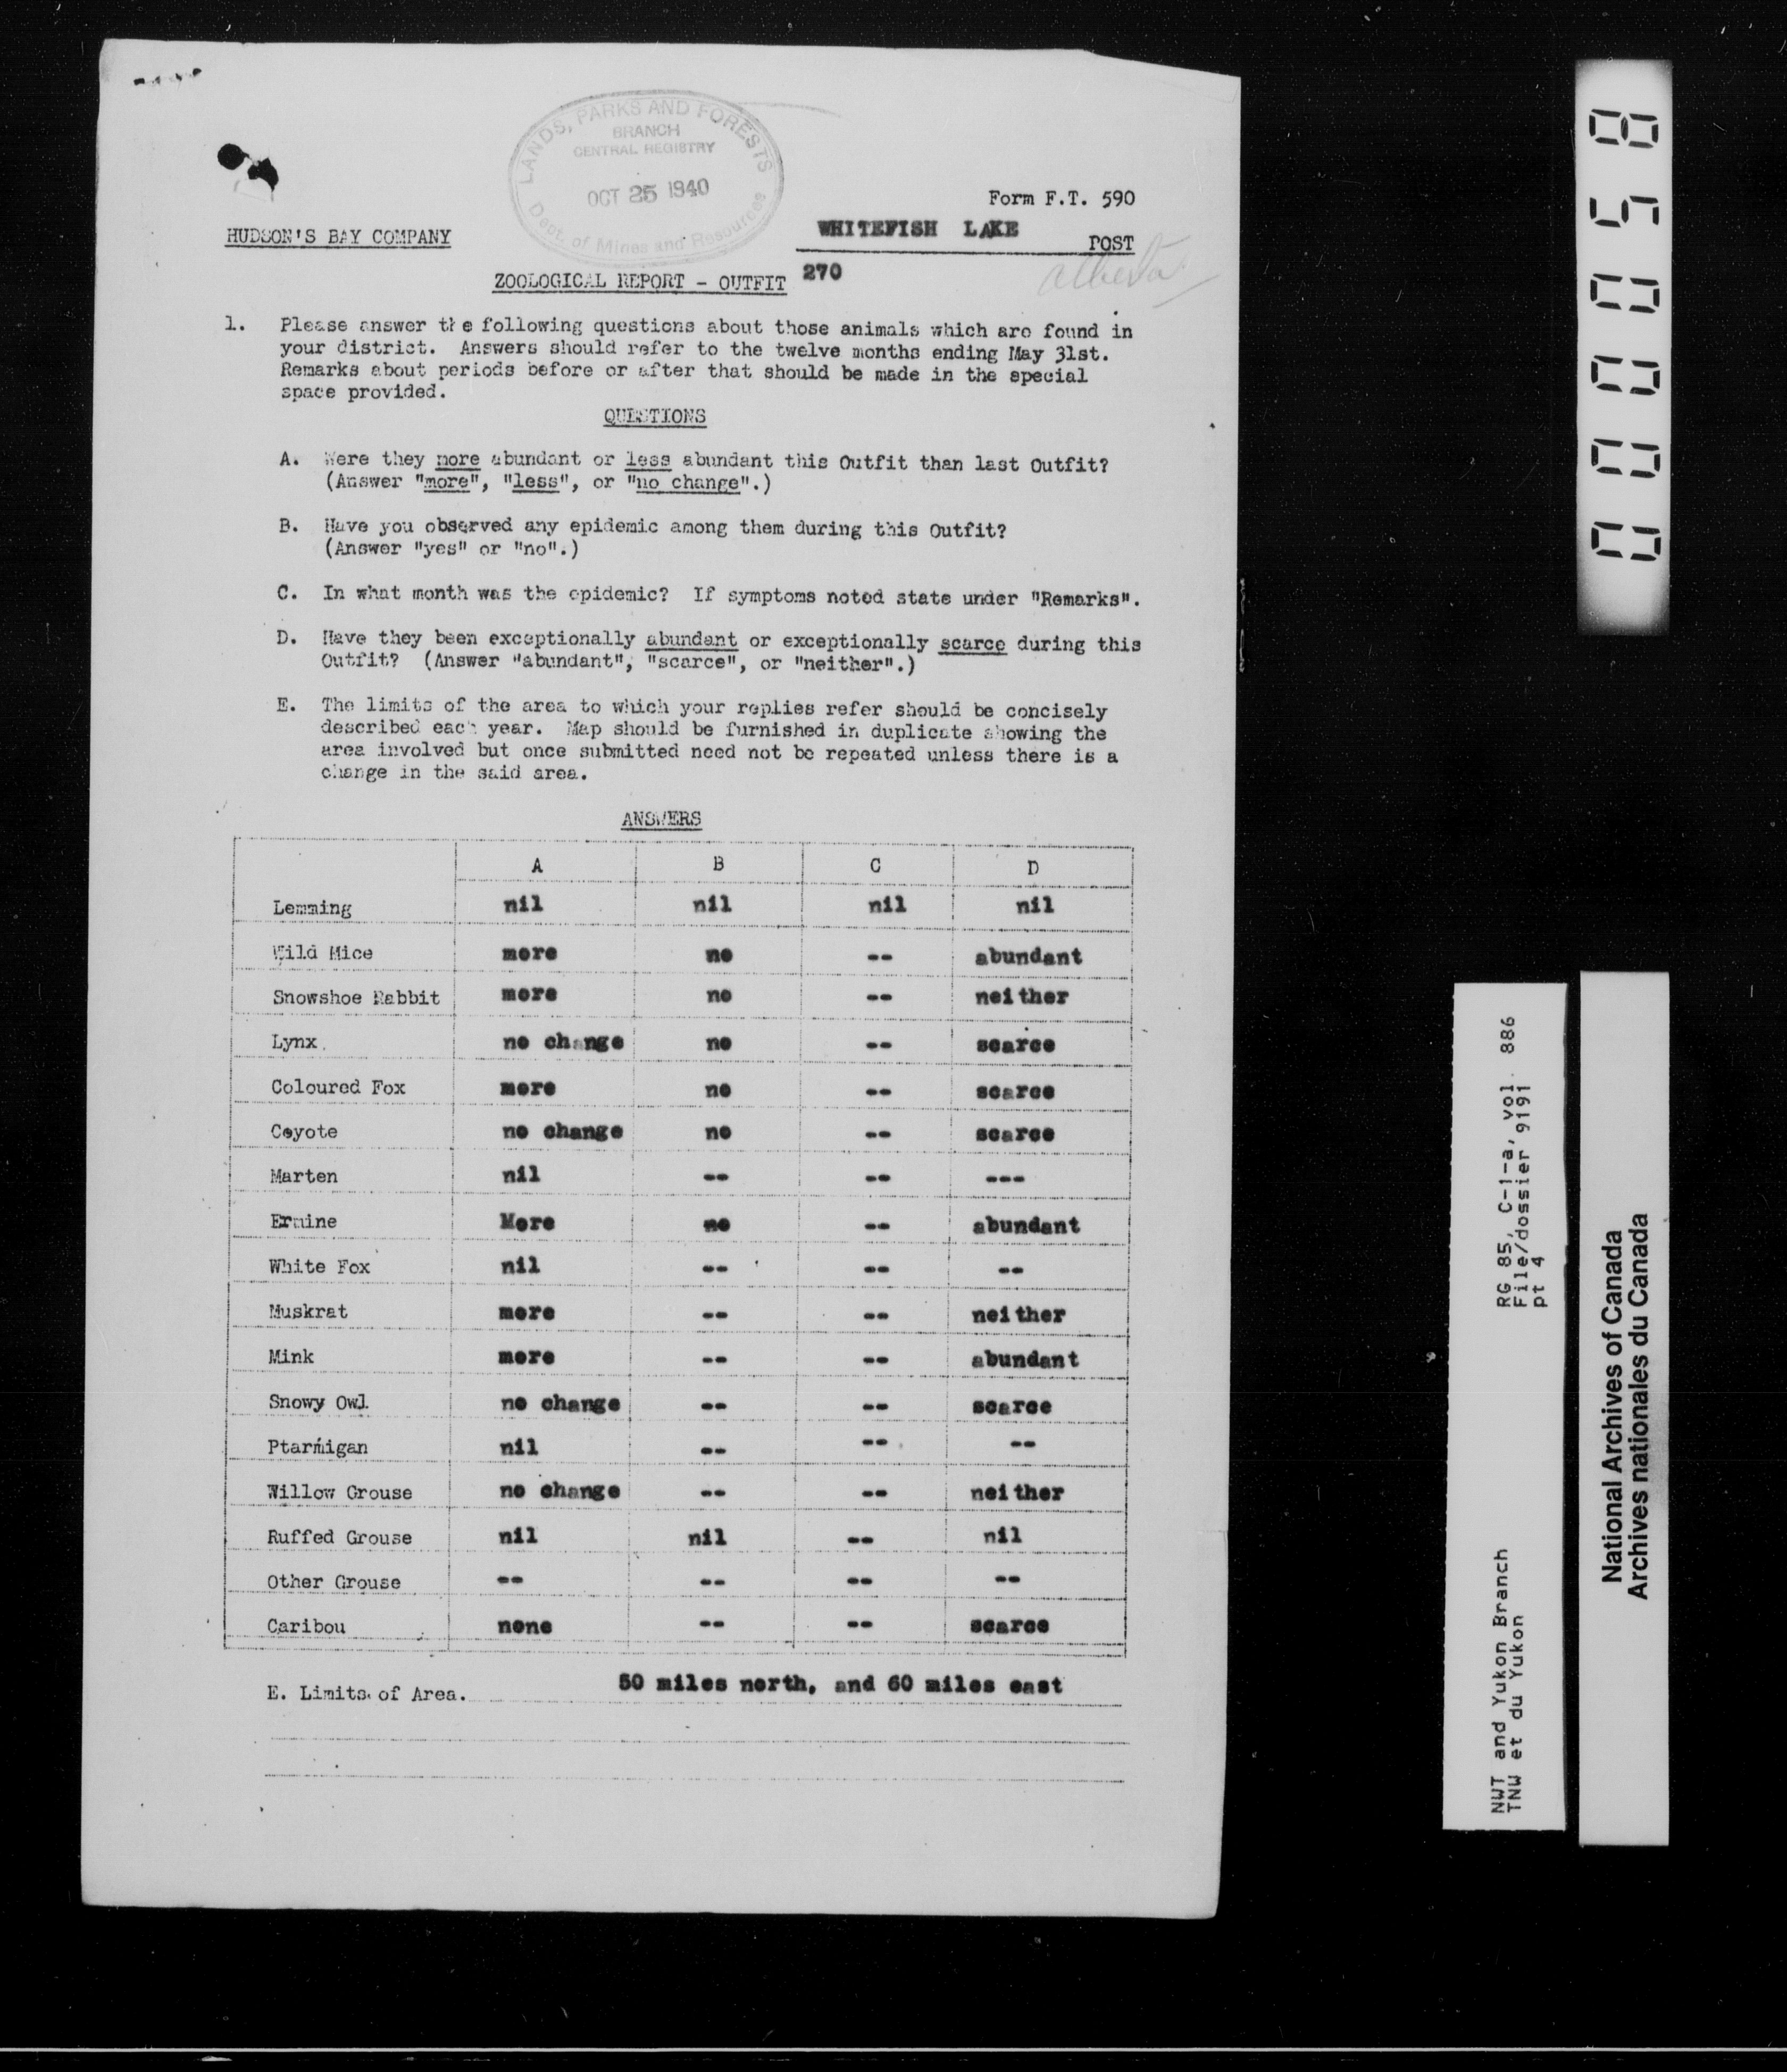 LANDS, PARKS AND FORESTS
BRANCH
CENTRAL REGISTRY
OCT 25 1940
Dept. of Mines and Resources
Form F.T. 590
HUDSON'S BAY COMPANY
WHITEFISH LAKE POST
Alberta
ZOOLOGICAL REPORT - OUTFIT 270
1. Please answer the following questions about those animals which are found in
your district. Answers should refer to the twelve months ending May 31st.
Remarks about periods before or after that should be made in the special
space provided.
QUESTIONS
A. Were they more abundant or less abundant this Outfit than last Outfit?
(Answer "more", "less", or "no change".)
B. Have you observed any epidemic among them during this Outfit?
(Answer "yes" or "no".)
C. In what month was the epidemic? If symptoms noted state under "Remarks".
D. Have they been exceptionally abundant or exceptionally scarce during this
Outfit? (Answer "abundant", "scarce", or "neither".)
E. The limits of the area to which your replies refer should be concisely
described each year. Map should be furnished in duplicate showing the
area involved but once submitted need not be repeated unless there is a
change in the said area.
ANSWERS
A B C D
Lemming nil nil nil nil
Wild Mice more no -- abundant
Snowshoe Rabbit more no -- neither
Lynx no change no -- scarce
Coloured Fox more no -- scarce
Coyote no change no -- scarce
Marten nil -- -- ---
Ermine More no -- abundant
White Fox nil -- -- --
Muskrat more -- -- neither
Mink more -- -- abundant
Snowy Owl no change -- -- scarce
Ptarmigan nil -- -- --
Willow Grouse no change -- -- neither
Ruffed Grouse nil nil -- nil
Other Grouse -- -- -- --
Caribou none -- -- scarce
E. Limits of Area. 50 miles north, and 60 miles east
000058
RG 85, C-1-a, vol 886
File/dossier 9191
pt 4
NWT and Yukon Branch
TNW et du Yukon
National Archives of Canada
Archives nationales du Canada